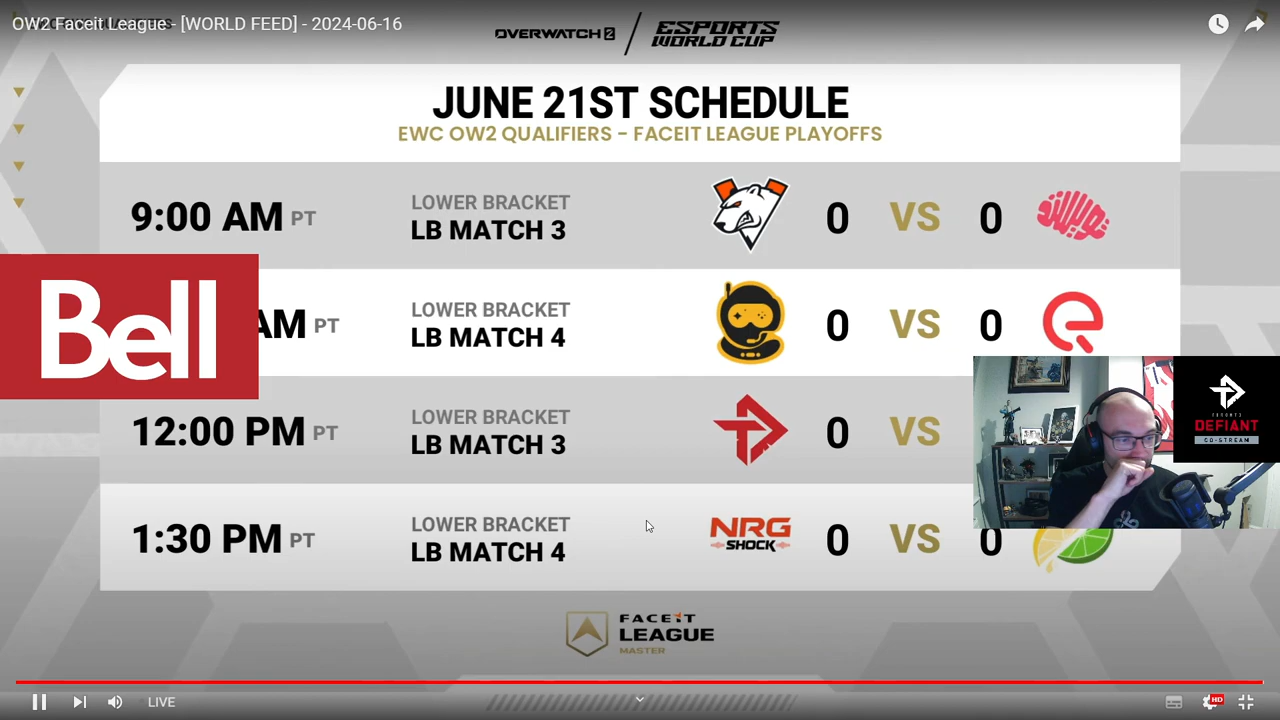 OW2 Faceit League - [WORLD FEED] - 2024-06-16
OVERWATCH 2 / ESPORTS WORLD CUP
JUNE 21ST SCHEDULE
EWC OW2 QUALIFIERS - FACEIT LEAGUE PLAYOFFS
9:00 AM PT
LOWER BRACKET
LB MATCH 3
0 VS 0
Bell
AM PT
LOWER BRACKET
LB MATCH 4
0 VS 0
12:00 PM PT
LOWER BRACKET
LB MATCH 3
0 VS
TORONTO
DEFIANT
CO-STREAM
1:30 PM PT
LOWER BRACKET
LB MATCH 4
NRG
SHOCK
0 VS 0
FACEIT
LEAGUE
MASTER
LIVE
HD